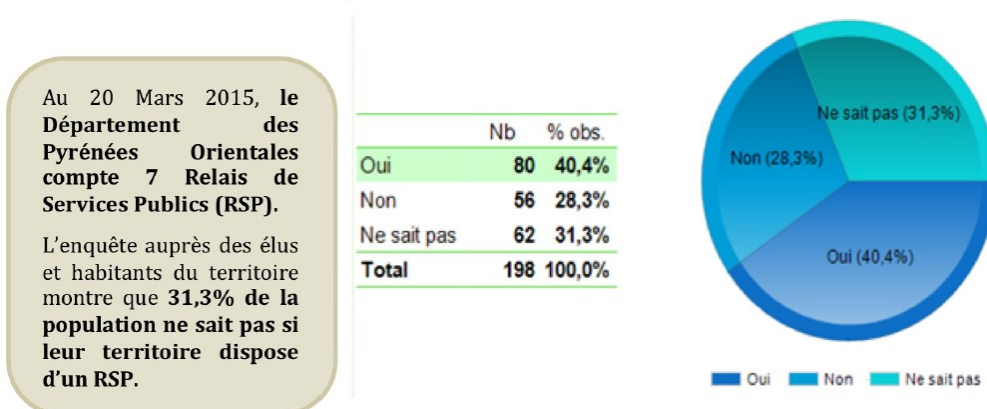 Au 20 Mars 2015, le
Département des
Pyrénées Orientales
compte 7 Relais de
Services Publics (RSP).
L'enquête auprès des élus
et habitants du territoire
montre que 31,3% de la
population ne sait pas si
leur territoire dispose
d'un RSP.
Nb % obs.
Oui 80 40,4%
Non 56 28,3%
Ne sait pas 62 31,3%
Total 198 100,0%
Ne sait pas (31,3%)
Non (28,3%)
Oui (40,4%)
Oui Non Ne sait pas